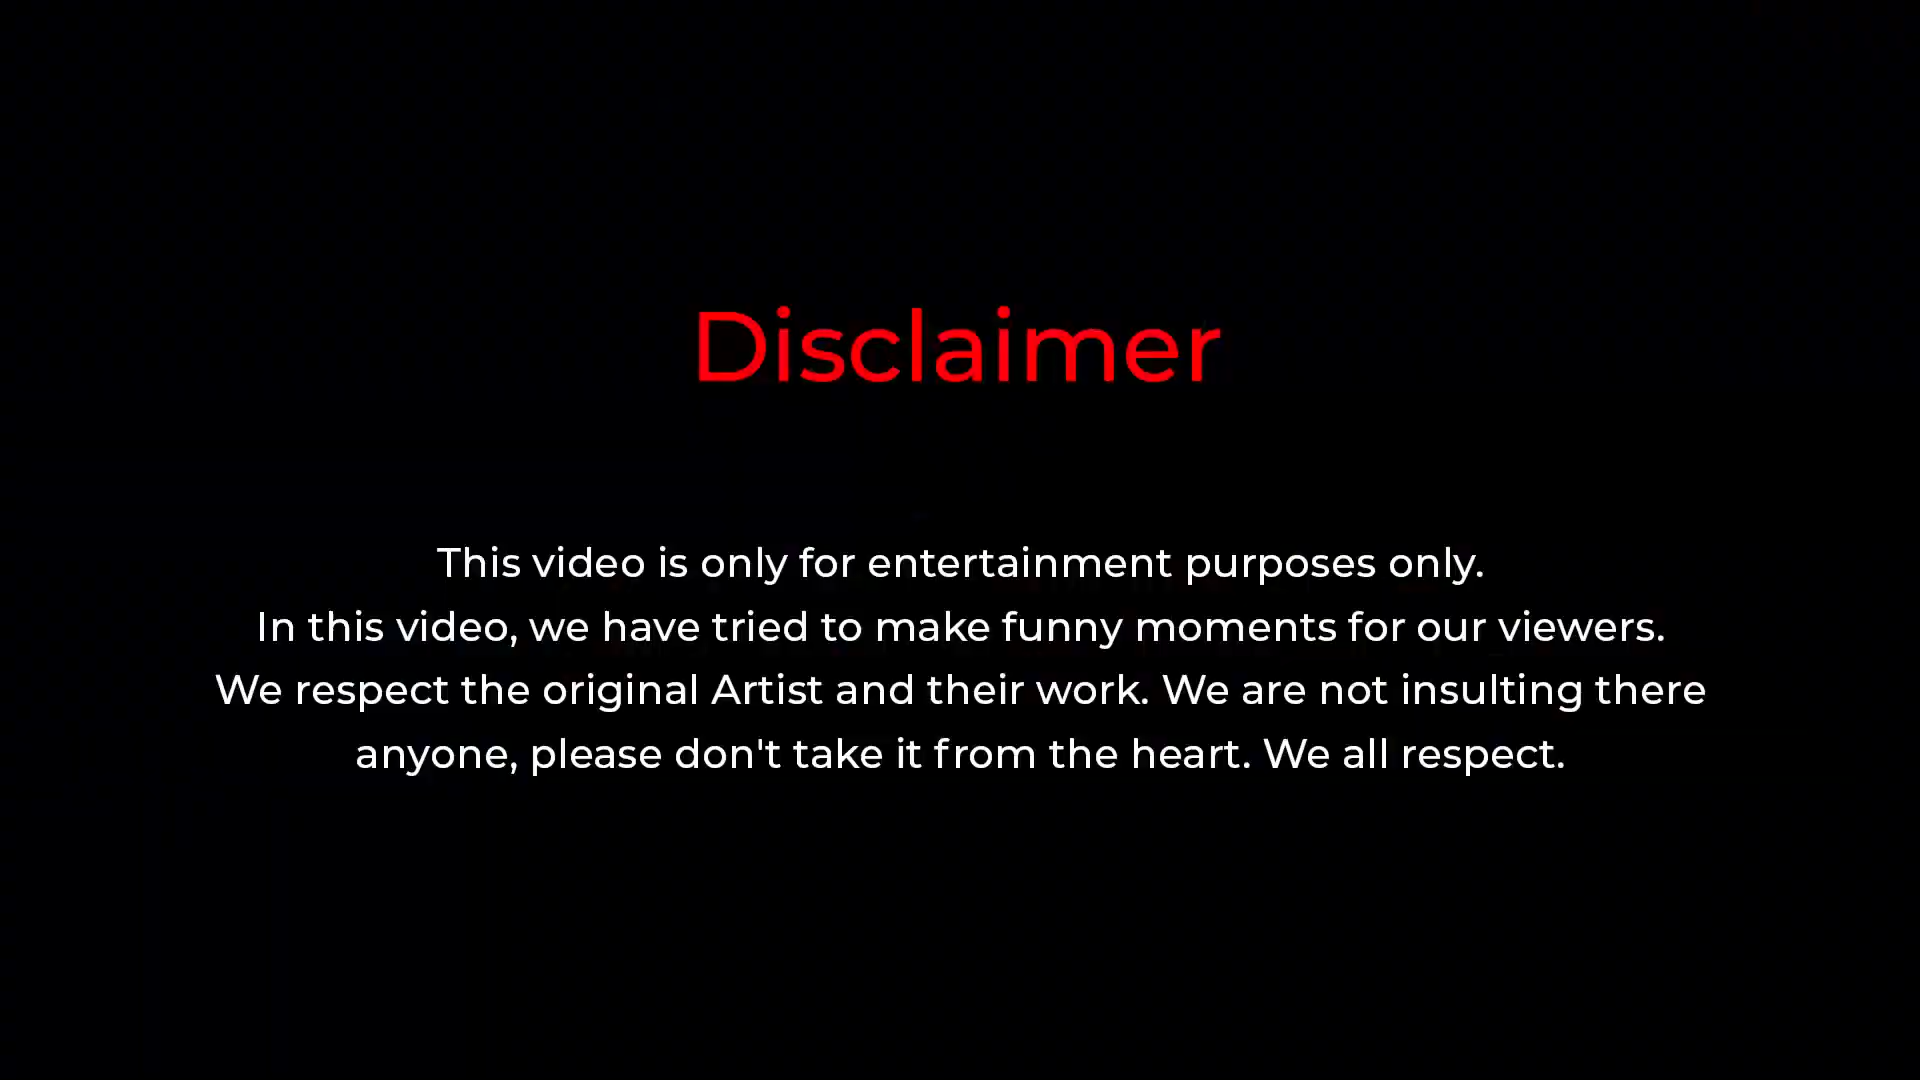 Disclaimer
This video is only for entertainment purposes only.
In this video, we have tried to make funny moments for our viewers.
We respect the original Artist and their work. We are not insulting there
anyone, please don't take it from the heart. We all respect.